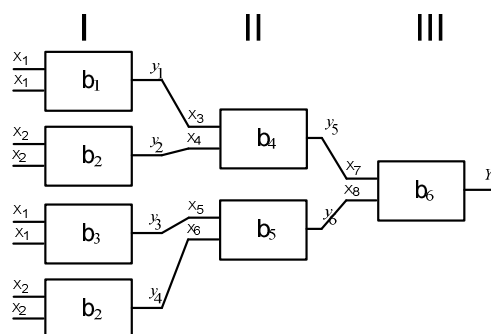 I II III
x₁
x₁
b₁
y₁
x₂
x₂
b₂
y₂
x₃
x₄
b₄
y₅
x₁
x₁
b₃
y₃
x₅
x₆
b₅
y₆
x₇
x₈
b₆
Y
x₂
x₂
b₂
y₄